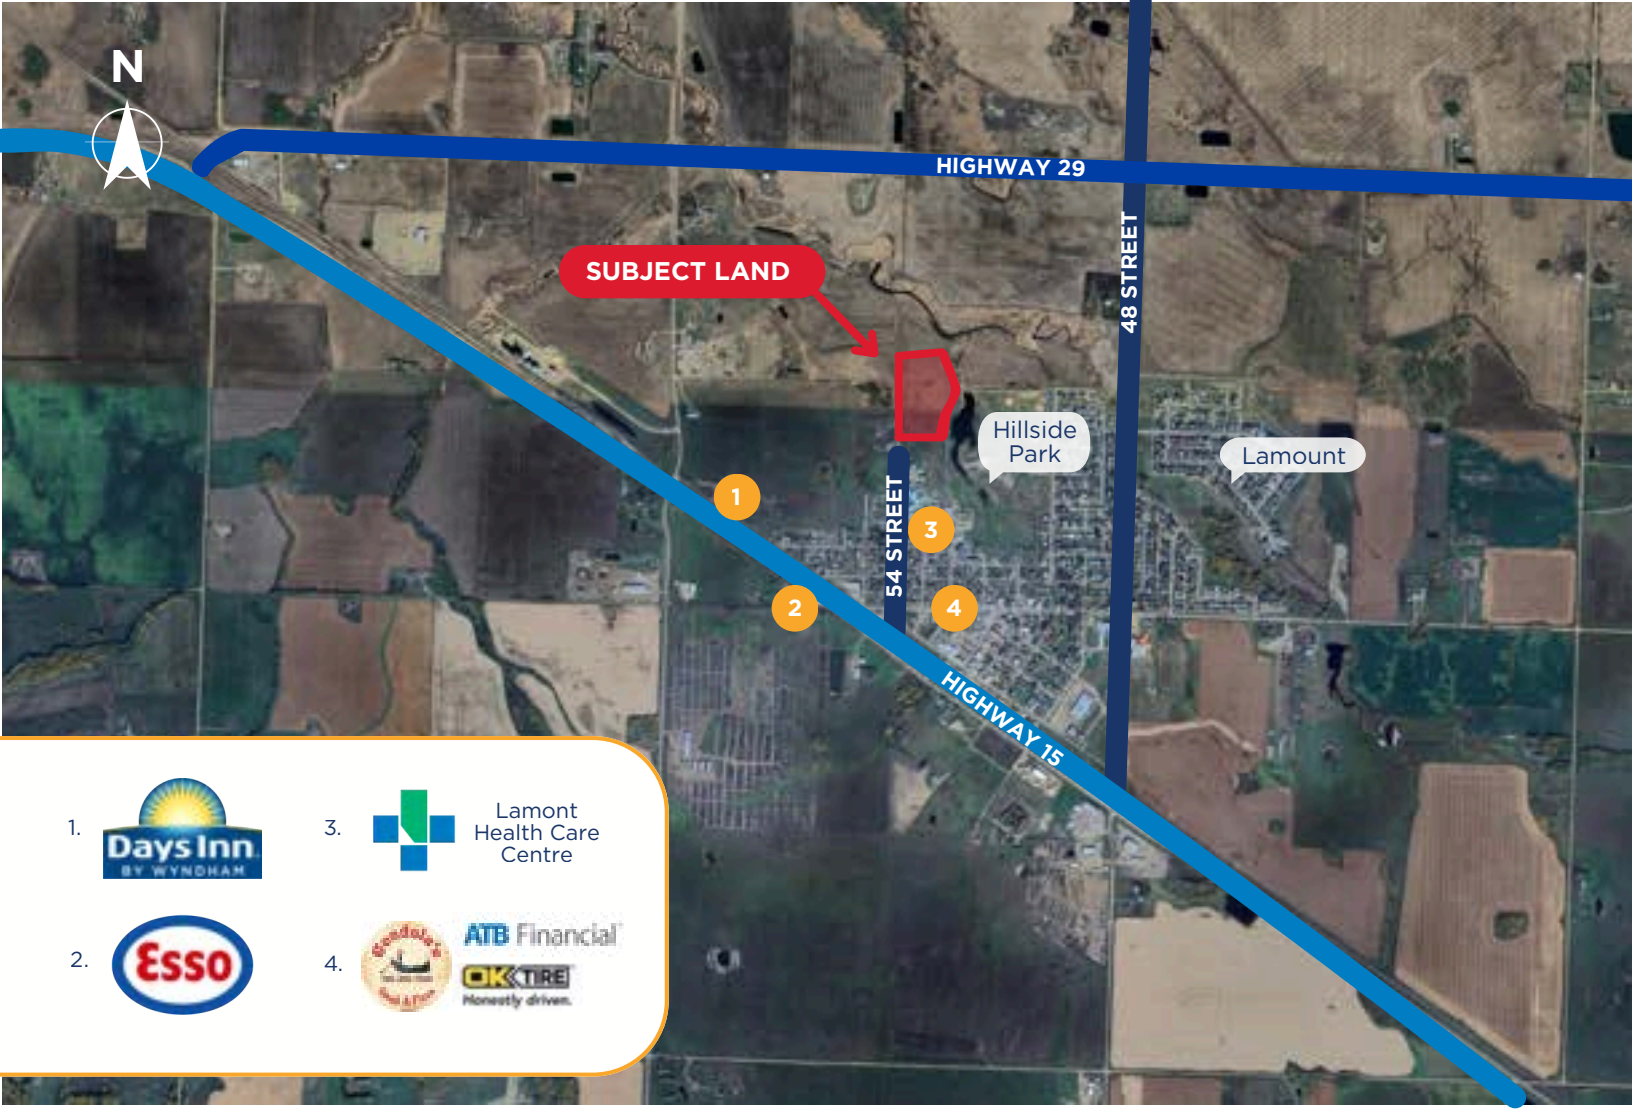 N
HIGHWAY 29
48 STREET
SUBJECT LAND
Hillside
Park
Lamount
1
3
54 STREET
2
4
HIGHWAY 15
1.
Days Inn
BY WYNDHAM
3.
Lamont
Health Care
Centre
2.
Esso
4.
Gondola's
ATB Financial
OK TIRE
Honestly driven.